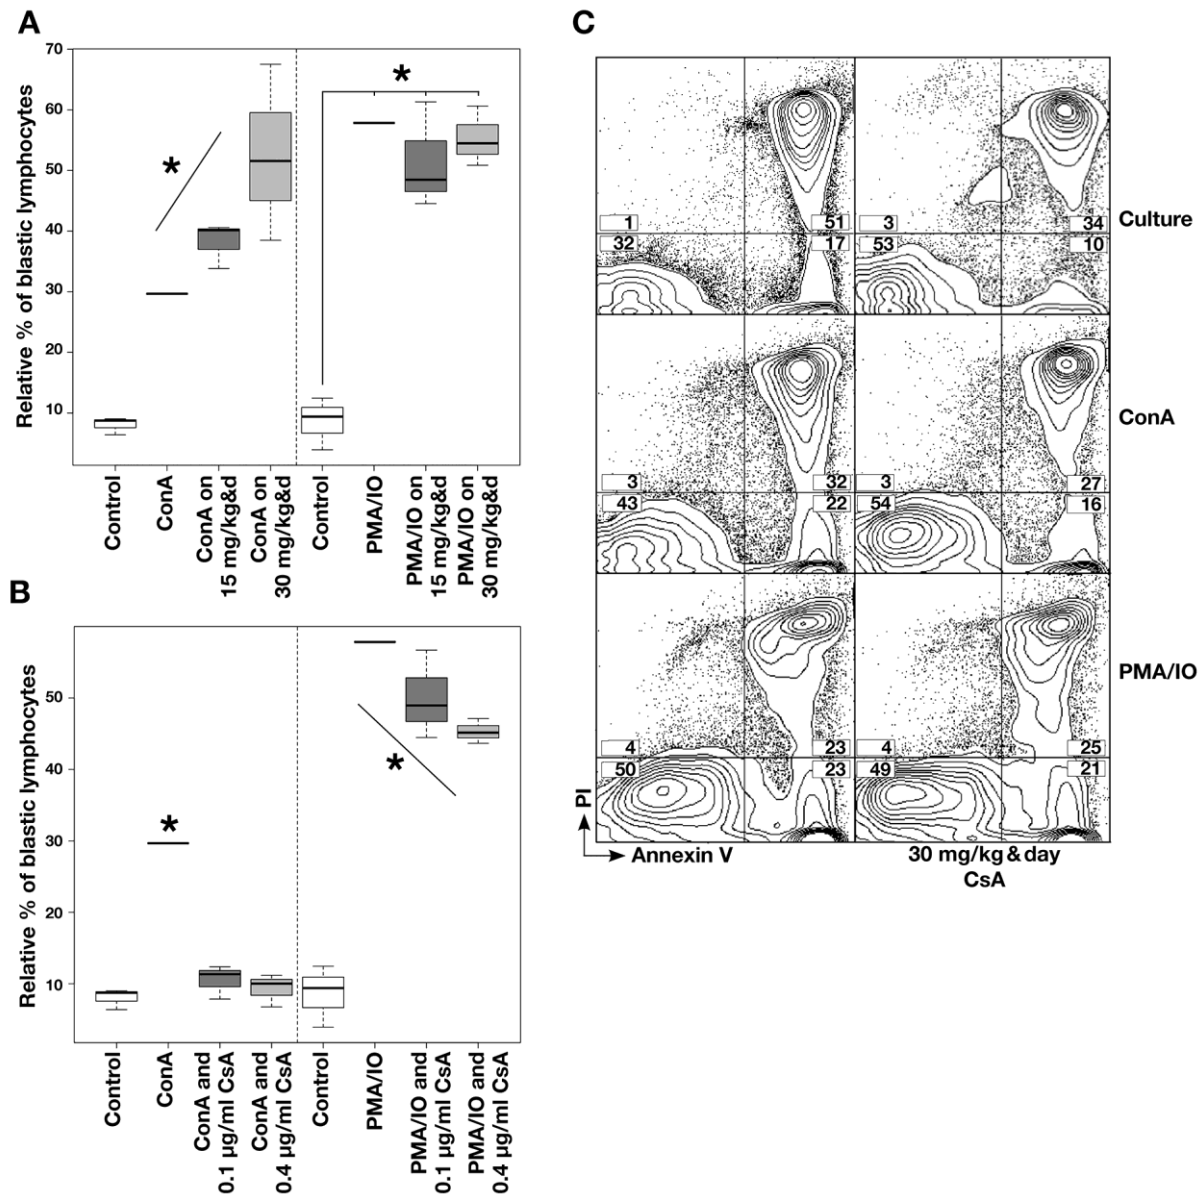 A
Relative % of blastic lymphocytes
70
60
50
40
30
20
10
*
*
Control
ConA
ConA on
15 mg/kg&d
ConA on
30 mg/kg&d
Control
PMA/IO
PMA/IO on
15 mg/kg&d
PMA/IO on
30 mg/kg&d
B
Relative % of blastic lymphocytes
50
40
30
20
10
*
*
Control
ConA
ConA and
0.1 µg/ml CsA
ConA and
0.4 µg/ml CsA
Control
PMA/IO
PMA/IO and
0.1 µg/ml CsA
PMA/IO and
0.4 µg/ml CsA
C
1 51 3 34
Culture
32 17 53 10
ConA
3 32 3 27
43 22 54 16
PMA/IO
4 23 4 25
50 23 49 21
PI
Annexin V
30 mg/kg & day
CsA